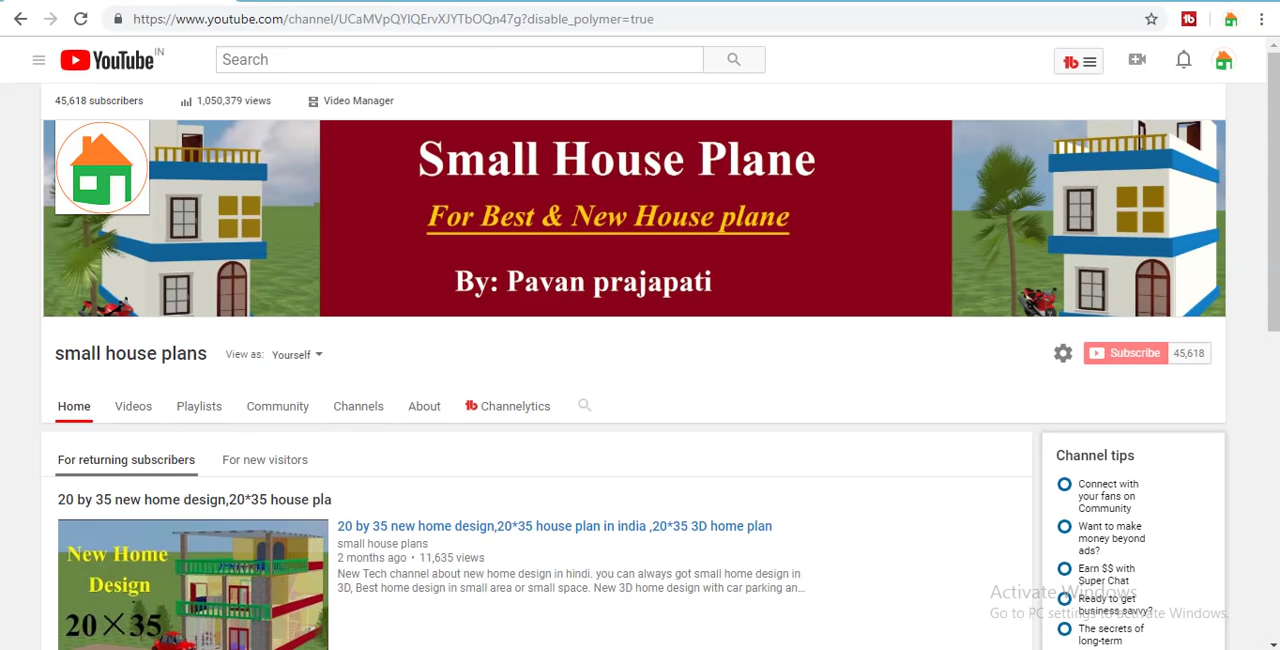 https://www.youtube.com/channel/UCaMVpQYIQErvXJYTbOQn47g?disable_polymer=true
YouTube IN
Search
45,618 subscribers
1,050,379 views
Video Manager
Small House Plane
For Best & New House plane
By: Pavan prajapati
small house plans
View as:
Yourself
Subscribe
45,618
Home
Videos
Playlists
Community
Channels
About
Channelytics
For returning subscribers
For new visitors
20 by 35 new home design,20*35 house pla
New Home
Design
20×35
20 by 35 new home design,20*35 house plan in india ,20*35 3D home plan
small house plans
2 months ago • 11,635 views
New Tech channel about new home design in hindi. you can always got small home design in
3D, Best home design in small area or small space. New 3D home design with car parking an...
Channel tips
Connect with
your fans on
Community
Want to make
money beyond
ads?
Earn $$ with
Super Chat
Ready to get
business savvy?
The secrets of
long-term
Activate Windows
Go to PC settings to activate Windows.